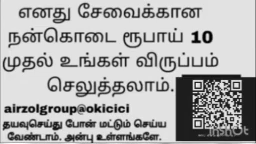 எனது சேவைக்கான
நன்கொடை ரூபாய் 10
முதல் உங்கள் விருப்பம்
செலுத்தலாம்.
airzolgroup@okicici
தயவுசெய்து போன் மட்டும் செய்ய
வேண்டாம். அன்பு உள்ளங்களே.